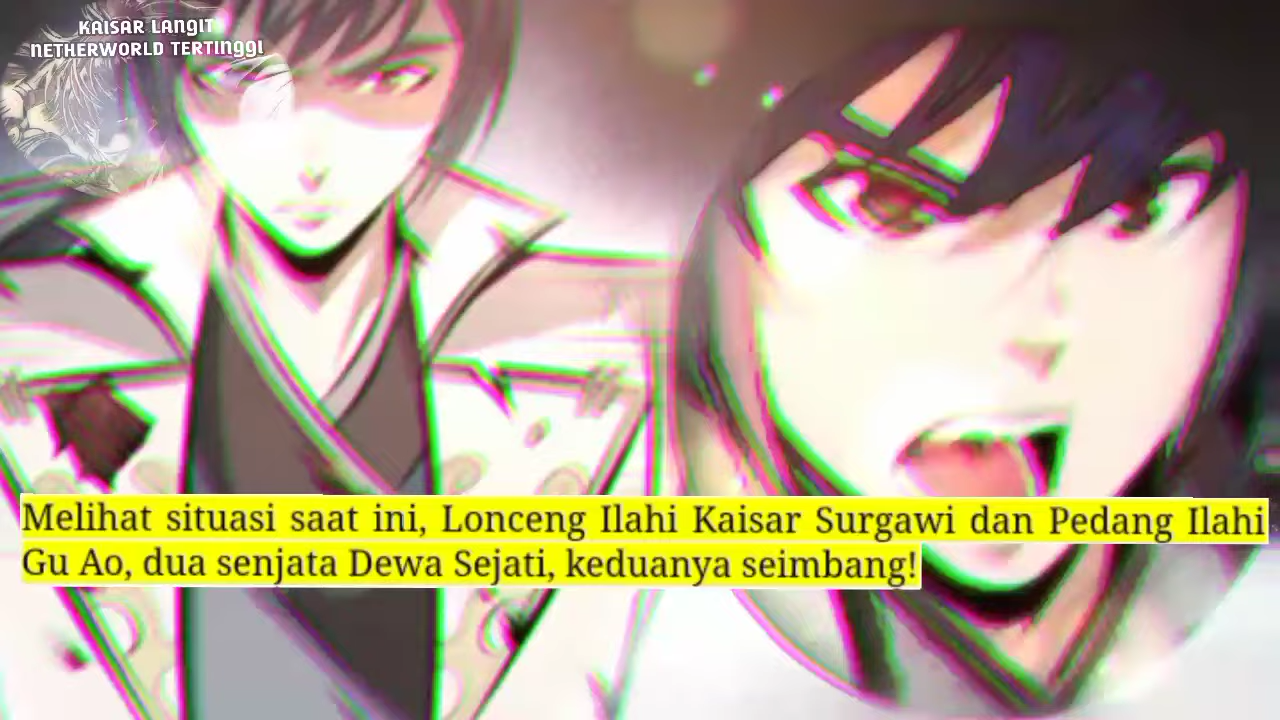 KAISAR LANGIT
NETHERWORLD TERTINGGI
Melihat situasi saat ini, Lonceng Ilahi Kaisar Surgawi dan Pedang Ilahi
Gu Ao, dua senjata Dewa Sejati, keduanya seimbang!